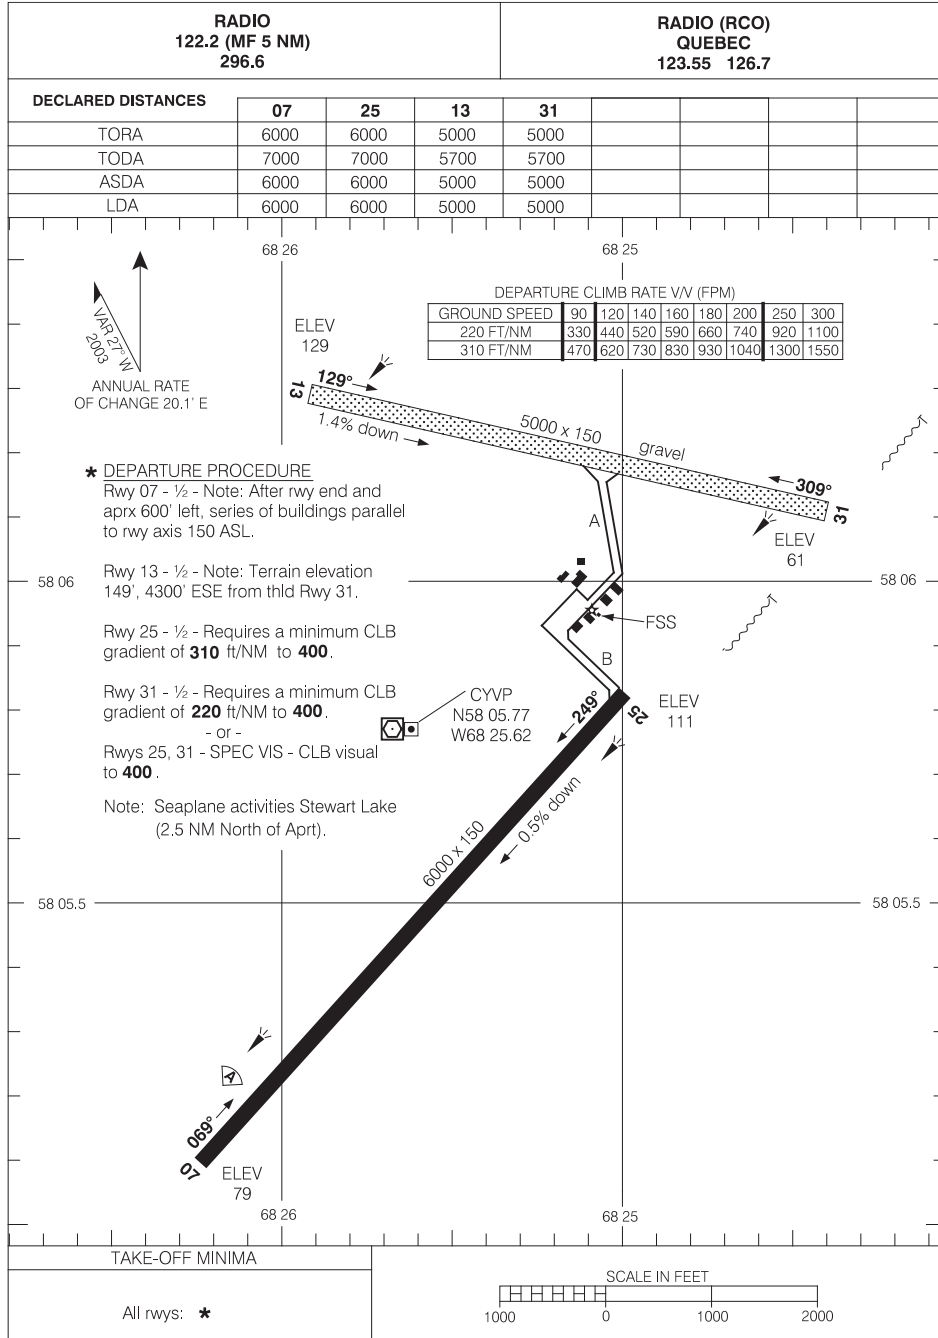 RADIO
122.2 (MF 5 NM)
296.6
RADIO (RCO)
QUEBEC
123.55 126.7
DECLARED DISTANCES 07 25 13 31
TORA 6000 6000 5000 5000
TODA 7000 7000 5700 5700
ASDA 6000 6000 5000 5000
LDA 6000 6000 5000 5000
68 26 68 25
VAR 27° W
2003
ANNUAL RATE
OF CHANGE 20.1' E
DEPARTURE CLIMB RATE V/V (FPM)
GROUND SPEED 90 120 140 160 180 200 250 300
220 FT/NM 330 440 520 590 660 740 920 1100
310 FT/NM 470 620 730 830 930 1040 1300 1550
ELEV
129
13
129°
1.4% down
5000 x 150
gravel
309°
31
ELEV
61
* DEPARTURE PROCEDURE
Rwy 07 - ½ - Note: After rwy end and
aprx 600' left, series of buildings parallel
to rwy axis 150 ASL.
Rwy 13 - ½ - Note: Terrain elevation
149', 4300' ESE from thld Rwy 31.
Rwy 25 - ½ - Requires a minimum CLB
gradient of 310 ft/NM to 400.
Rwy 31 - ½ - Requires a minimum CLB
gradient of 220 ft/NM to 400.
- or -
Rwys 25, 31 - SPEC VIS - CLB visual
to 400.
Note: Seaplane activities Stewart Lake
(2.5 NM North of Aprt).
A
58 06 58 06
FSS
B
CYVP
N58 05.77
W68 25.62
249°
25
ELEV
111
0.5% down
6000 x 150
58 05.5 58 05.5
A
069°
07
ELEV
79
68 26 68 25
TAKE-OFF MINIMA
All rwys: *
SCALE IN FEET
1000 0 1000 2000